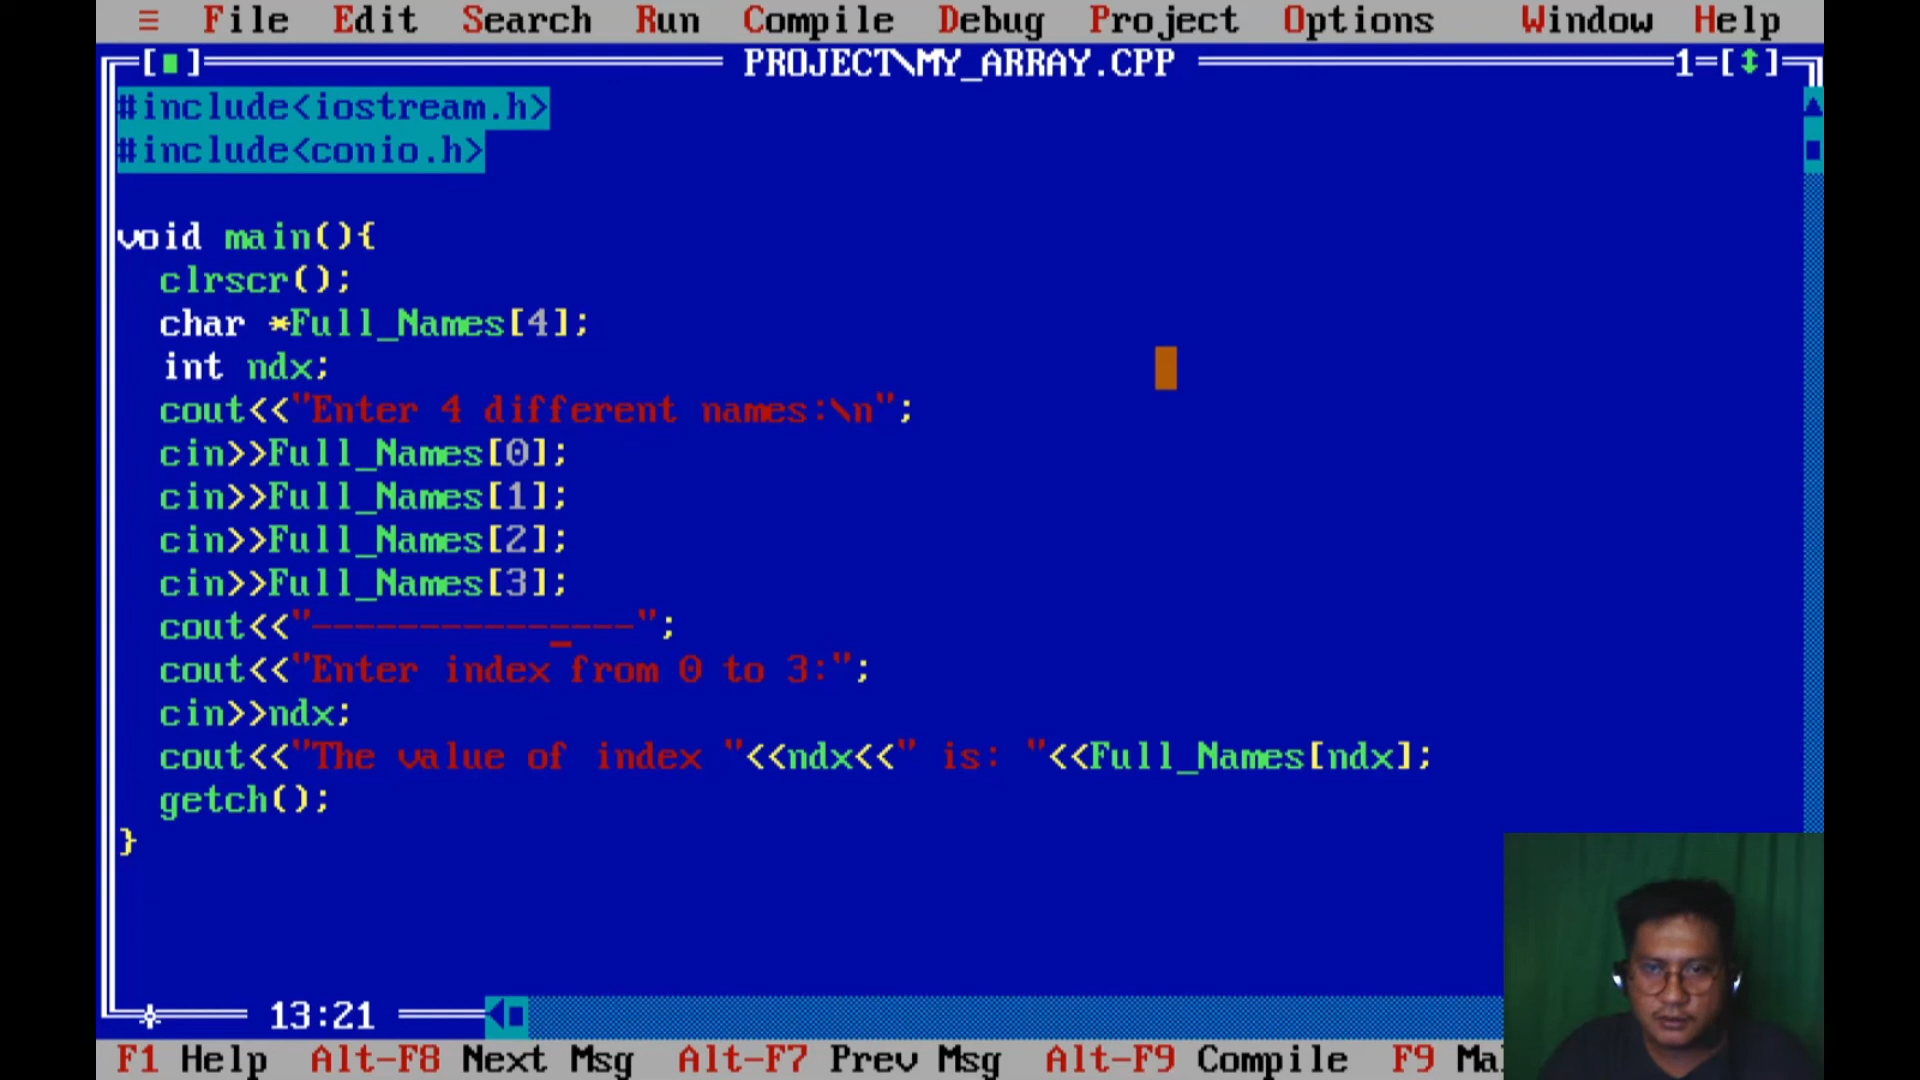 ≡ File Edit Search Run Compile Debug Project Options Window Help
[■] PROJECT\MY_ARRAY.CPP 1=[↕]
#include<iostream.h>
#include<conio.h>
void main(){
clrscr();
char *Full_Names[4];
int ndx;
cout<<"Enter 4 different names:\n";
cin>>Full_Names[0];
cin>>Full_Names[1];
cin>>Full_Names[2];
cin>>Full_Names[3];
cout<<"---------------";
cout<<"Enter index from 0 to 3:";
cin>>ndx;
cout<<"The value of index "<<ndx<<" is: "<<Full_Names[ndx];
getch();
}
13:21
F1 Help Alt-F8 Next Msg Alt-F7 Prev Msg Alt-F9 Compile F9